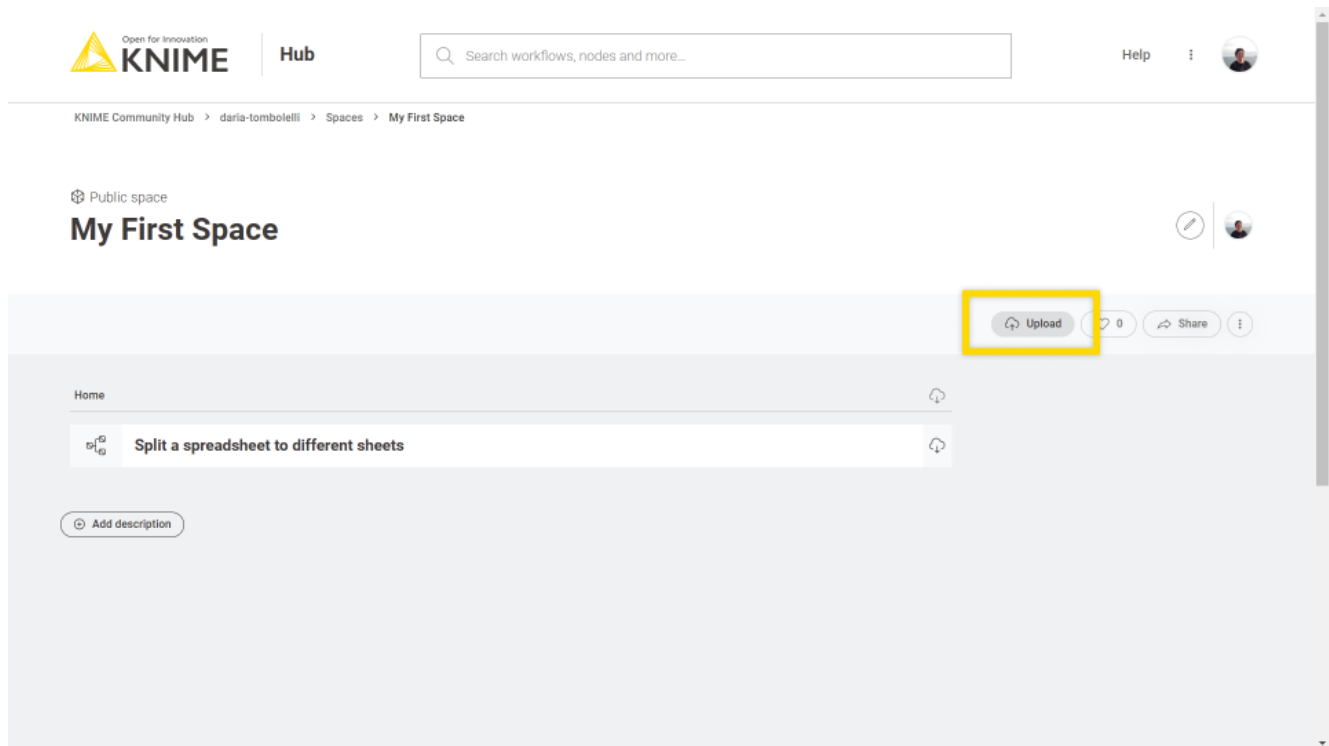 Open for Innovation
KNIME
Hub
Search workflows, nodes and more...
Help
KNIME Community Hub > daria-tombolelli > Spaces > My First Space
Public space
My First Space
Upload
0
Share
Home
Split a spreadsheet to different sheets
Add description